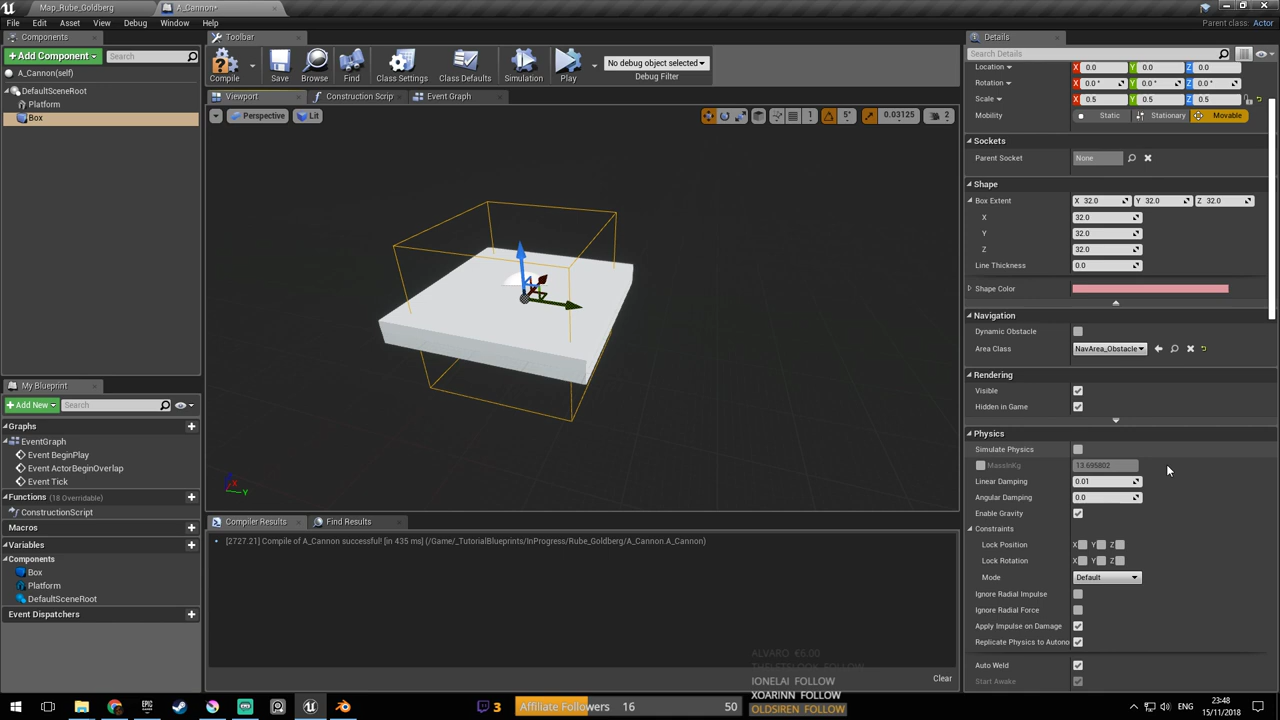 Map_Rube_Goldberg
A_Cannon*
File Edit Asset View Debug Window Help
Parent class: Actor
Components
Toolbar
Details
+Add Component Search
A_Cannon(self)
DefaultSceneRoot
Platform
Box
Compile Save Browse Find Class Settings Class Defaults Simulation Play
No debug object selected
Debug Filter
Viewport Construction Scrip Event Graph
Perspective Lit
1 5° 0.03125 2
Search Details
Location X 0.0 Y 0.0 Z 0.0
Rotation X 0.0 ° Y 0.0 ° Z 0.0 °
Scale X 0.5 Y 0.5 Z 0.5
Mobility Static Stationary Movable
Sockets
Parent Socket None
Shape
Box Extent X 32.0 Y 32.0 Z 32.0
X 32.0
Y 32.0
Z 32.0
Line Thickness 0.0
Shape Color
Navigation
Dynamic Obstacle
Area Class NavArea_Obstacle
Rendering
Visible
Hidden in Game
Physics
Simulate Physics
MassInKg 13.695802
Linear Damping 0.01
Angular Damping 0.0
Enable Gravity
Constraints
Lock Position X Y Z
Lock Rotation X Y Z
Mode Default
Ignore Radial Impulse
Ignore Radial Force
Apply Impulse on Damage
Replicate Physics to Autono
Auto Weld
Start Awake
My Blueprint
+Add New Search
Graphs
EventGraph
Event BeginPlay
Event ActorBeginOverlap
Event Tick
Functions (18 Overridable)
ConstructionScript
Macros
Variables
Components
Box
Platform
DefaultSceneRoot
Event Dispatchers
X Y Z
Compiler Results Find Results
[2727.21] Compile of A_Cannon successful! [in 435 ms] (/Game/_TutorialBlueprints/InProgress/Rube_Goldberg/A_Cannon.A_Cannon)
Clear
ALVARO €6.00
IONELAI FOLLOW
XOARINN FOLLOW
OLDSIREN FOLLOW
3 Affiliate Followers 16 50
23:48
15/11/2018